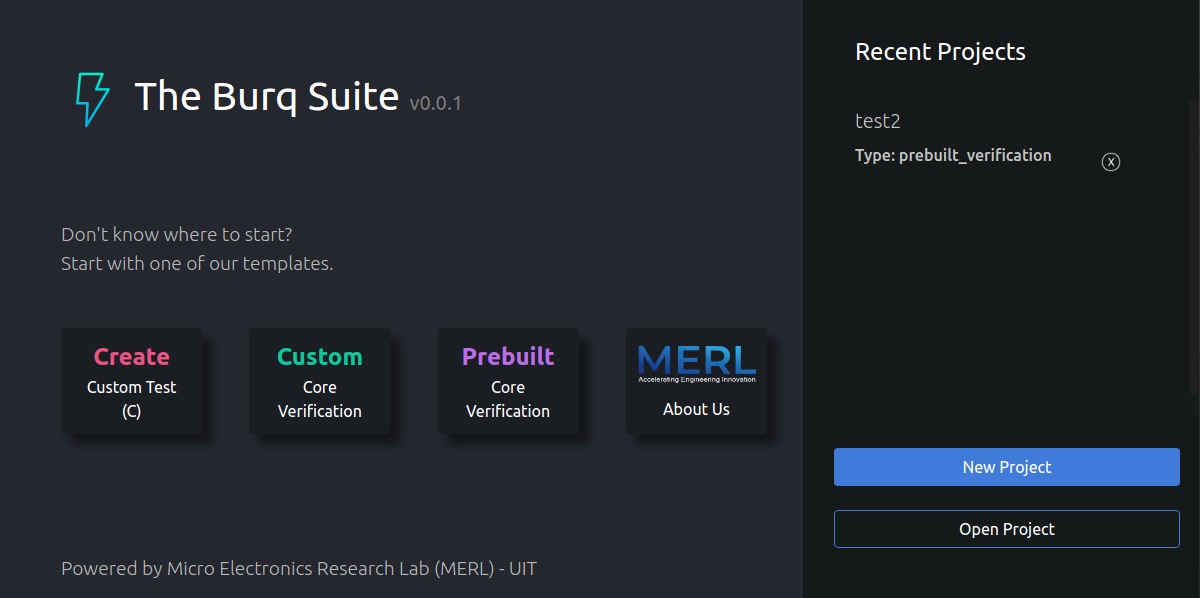 The Burq Suite v0.0.1
Don't know where to start?
Start with one of our templates.
Create
Custom Test
(C)
Custom
Core
Verification
Prebuilt
Core
Verification
MERL
Accelerating Engineering Innovation
About Us
Powered by Micro Electronics Research Lab (MERL) - UIT
Recent Projects
test2
Type: prebuilt_verification
X
New Project
Open Project